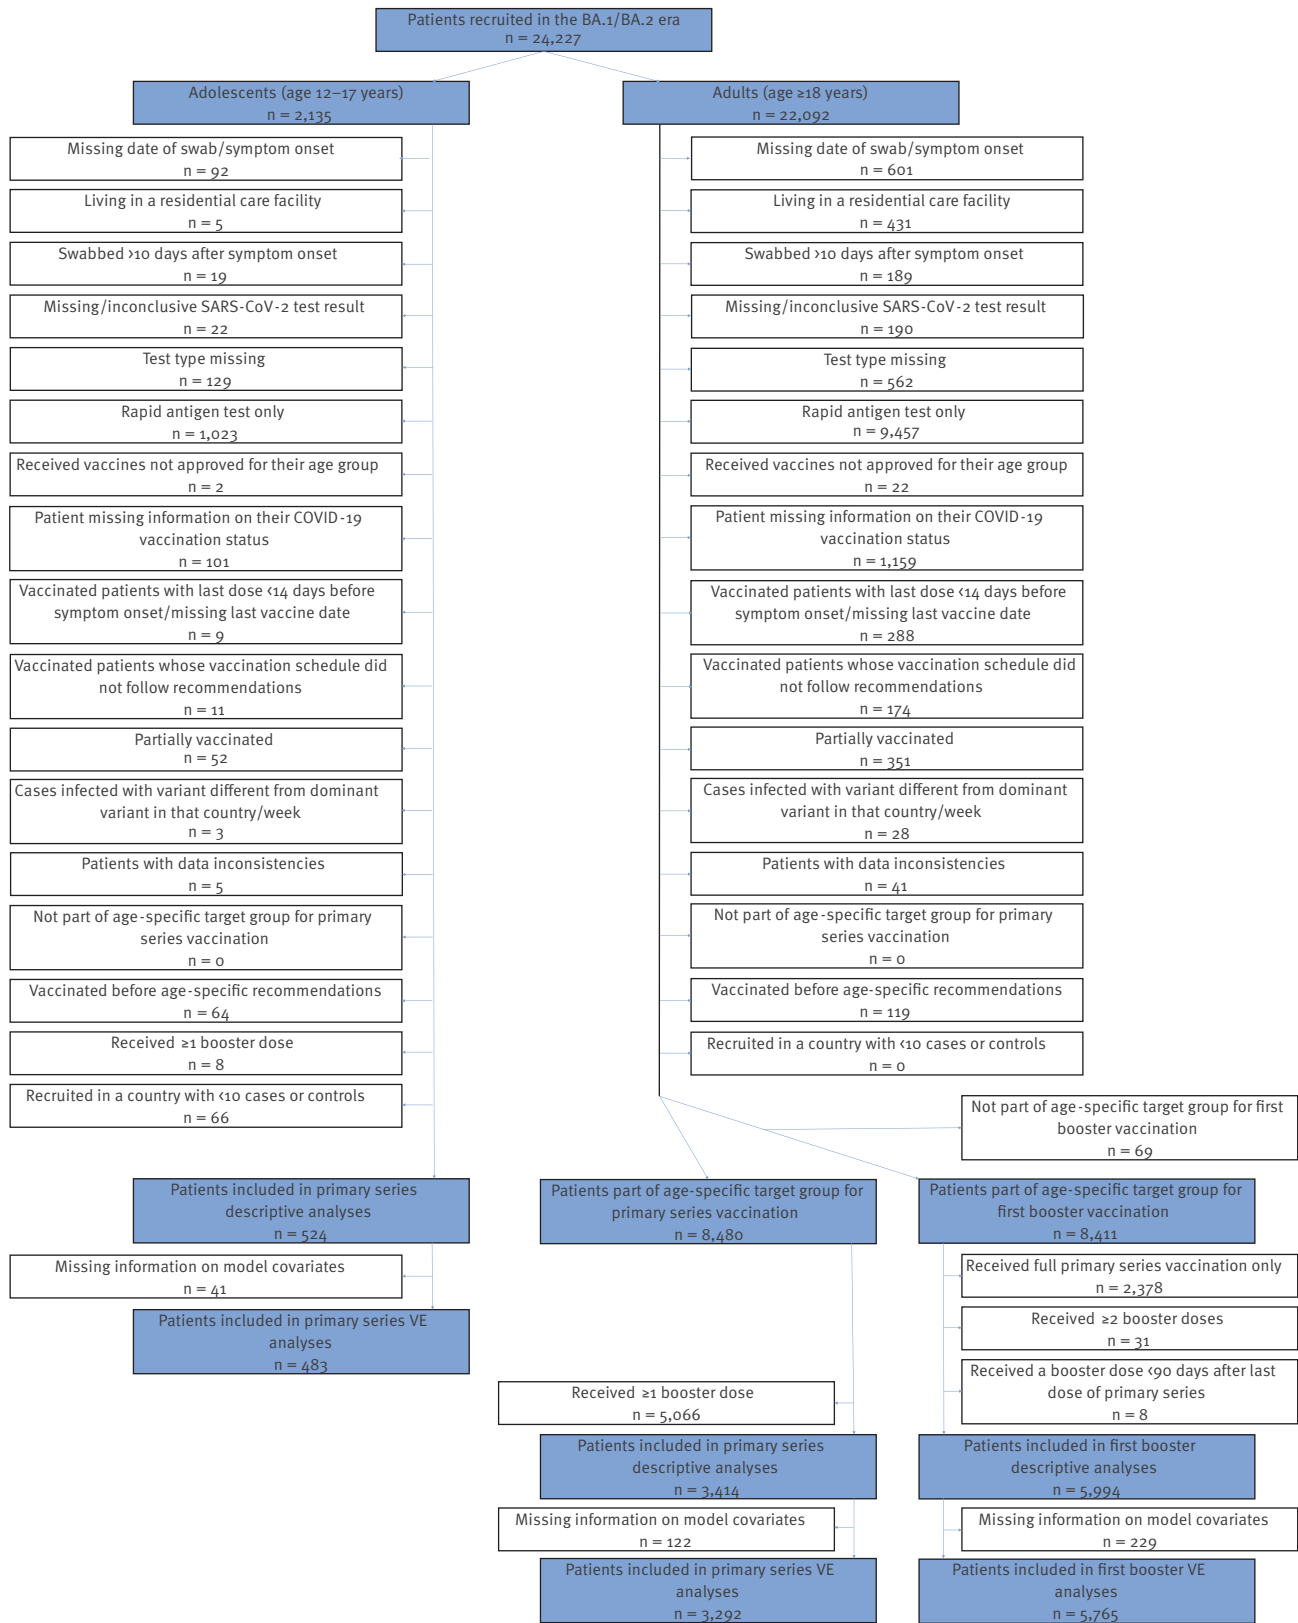 Patients recruited in the BA.1/BA.2 era
n = 24,227
Adolescents (age 12–17 years)
n = 2,135
Missing date of swab/symptom onset
n = 92
Living in a residential care facility
n = 5
Swabbed >10 days after symptom onset
n = 19
Missing/inconclusive SARS-CoV-2 test result
n = 22
Test type missing
n = 129
Rapid antigen test only
n = 1,023
Received vaccines not approved for their age group
n = 2
Patient missing information on their COVID-19
vaccination status
n = 101
Vaccinated patients with last dose <14 days before
symptom onset/missing last vaccine date
n = 9
Vaccinated patients whose vaccination schedule did
not follow recommendations
n = 11
Partially vaccinated
n = 52
Cases infected with variant different from dominant
variant in that country/week
n = 3
Patients with data inconsistencies
n = 5
Not part of age-specific target group for primary
series vaccination
n = 0
Vaccinated before age-specific recommendations
n = 64
Received ≥1 booster dose
n = 8
Recruited in a country with <10 cases or controls
n = 66
Patients included in primary series
descriptive analyses
n = 524
Missing information on model covariates
n = 41
Patients included in primary series VE
analyses
n = 483
Adults (age ≥18 years)
n = 22,092
Missing date of swab/symptom onset
n = 601
Living in a residential care facility
n = 431
Swabbed >10 days after symptom onset
n = 189
Missing/inconclusive SARS-CoV-2 test result
n = 190
Test type missing
n = 562
Rapid antigen test only
n = 9,457
Received vaccines not approved for their age group
n = 22
Patient missing information on their COVID-19
vaccination status
n = 1,159
Vaccinated patients with last dose <14 days before
symptom onset/missing last vaccine date
n = 288
Vaccinated patients whose vaccination schedule did
not follow recommendations
n = 174
Partially vaccinated
n = 351
Cases infected with variant different from dominant
variant in that country/week
n = 28
Patients with data inconsistencies
n = 41
Not part of age-specific target group for primary
series vaccination
n = 0
Vaccinated before age-specific recommendations
n = 119
Recruited in a country with <10 cases or controls
n = 0
Not part of age-specific target group for first
booster vaccination
n = 69
Patients part of age-specific target group for
primary series vaccination
n = 8,480
Received ≥1 booster dose
n = 5,066
Patients included in primary series
descriptive analyses
n = 3,414
Missing information on model covariates
n = 122
Patients included in primary series VE
analyses
n = 3,292
Patients part of age-specific target group for
first booster vaccination
n = 8,411
Received full primary series vaccination only
n = 2,378
Received ≥2 booster doses
n = 31
Received a booster dose <90 days after last
dose of primary series
n = 8
Patients included in first booster
descriptive analyses
n = 5,994
Missing information on model covariates
n = 229
Patients included in first booster VE
analyses
n = 5,765